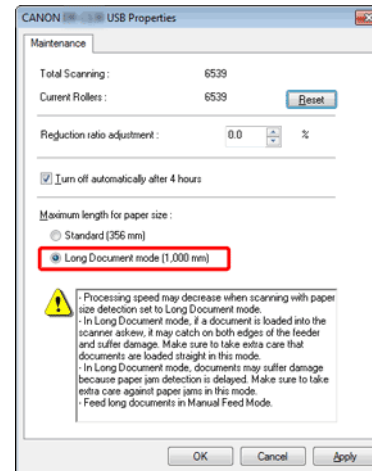 CANON USB Properties
Maintenance
Total Scanning : 6539
Current Rollers : 6539 Reset
Reduction ratio adjustment : 0.0 %
Turn off automatically after 4 hours
Maximum length for paper size :
Standard (356 mm)
Long Document mode (1,000 mm)
- Processing speed may decrease when scanning with paper
size detection set to Long Document mode.
- In Long Document mode, if a document is loaded into the
scanner askew, it may catch on both edges of the feeder
and suffer damage. Make sure to take extra care that
documents are loaded straight in this mode.
- In Long Document mode, documents may suffer damage
because paper jam detection is delayed. Make sure to take
extra care against paper jams in this mode.
- Feed long documents in Manual Feed Mode.
OK Cancel Apply